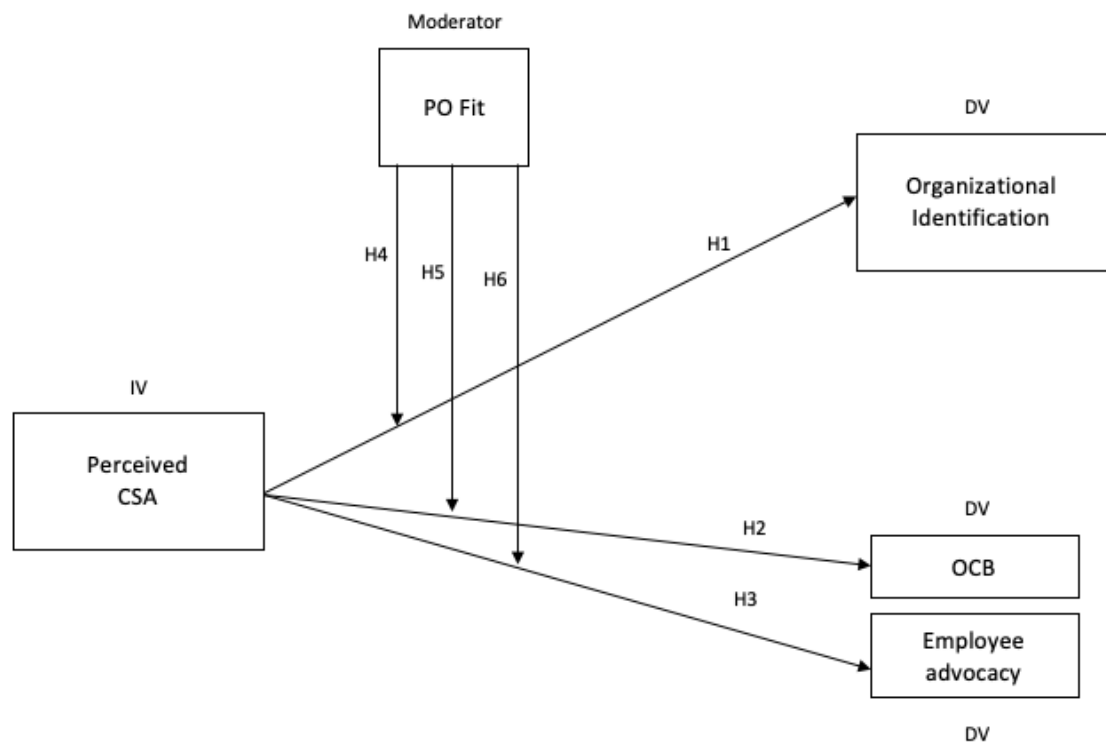 Moderator
PO Fit
DV
Organizational
Identification
H1
H4
H5
H6
IV
Perceived
CSA
DV
H2
OCB
H3
Employee
advocacy
DV